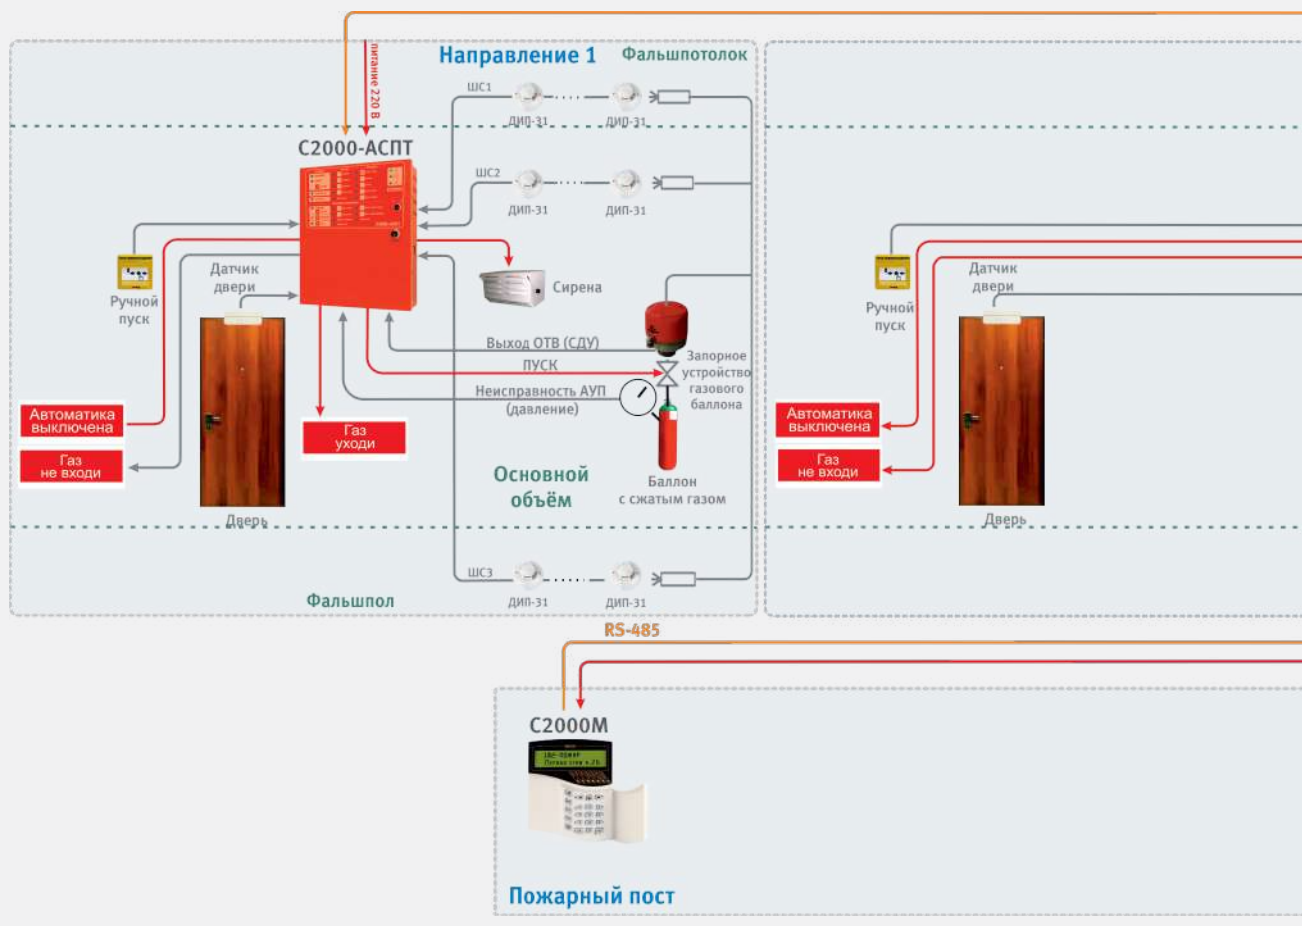 питание 220 В
Направление 1
Фальшпотолок
ШС1
ДИП-31
ДИП-31
С2000-АСПТ
ШС2
ДИП-31
ДИП-31
Ручной
пуск
Датчик
двери
Сирена
Выход ОТВ (СДУ)
ПУСК
Неисправность АУП
(давление)
Запорное
устройство
газового
баллона
Автоматика
выключена
Газ
не входи
Газ
уходи
Основной
объём
Баллон
с сжатым газом
Дверь
ШС3
ДИП-31
ДИП-31
Фальшпол
Ручной
пуск
Датчик
двери
Автоматика
выключена
Газ
не входи
Дверь
RS-485
С2000М
Пожарный пост